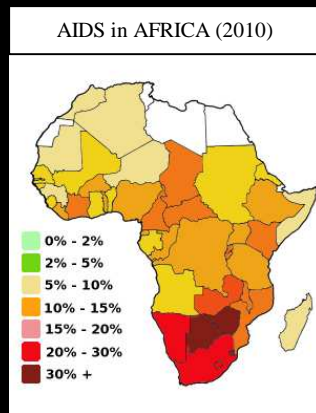 AIDS in AFRICA (2010)
0% - 2%
2% - 5%
5% - 10%
10% - 15%
15% - 20%
20% - 30%
30% +